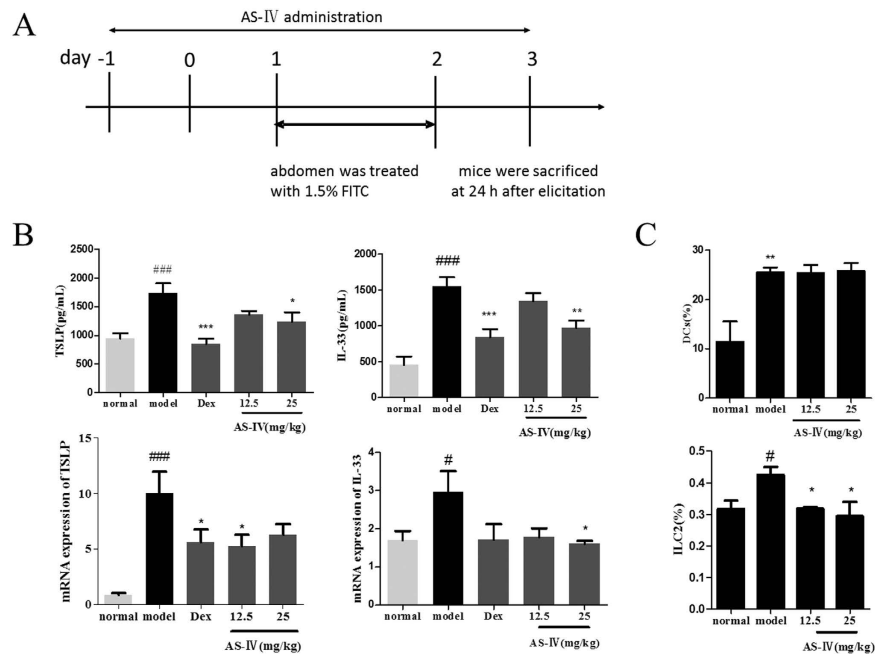 A
AS-Ⅳ administration
day -1 0 1 2 3
abdomen was treated mice were sacrificed
with 1.5% FITC at 24 h after elicitation
B
TSLP(pg/mL)
2500
2000
1500
1000
500
0
###
***
*
normal model Dex 12.5 25
AS-IV(mg/kg)
IL-33(pg/mL)
2000
1500
1000
500
0
###
***
**
normal model Dex 12.5 25
AS-IV(mg/kg)
C
DCs(%)
30
20
10
0
**
normal model 12.5 25
AS-IV(mg/kg)
mRNA expression of TSLP
15
10
5
0
###
*
*
normal model Dex 12.5 25
AS-IV(mg/kg)
mRNA expression of IL-33
4
3
2
1
0
#
*
normal model Dex 12.5 25
AS-IV(mg/kg)
ILC2(%)
0.5
0.4
0.3
0.2
0.1
0.0
#
*
*
normal model 12.5 25
AS-IV(mg/kg)